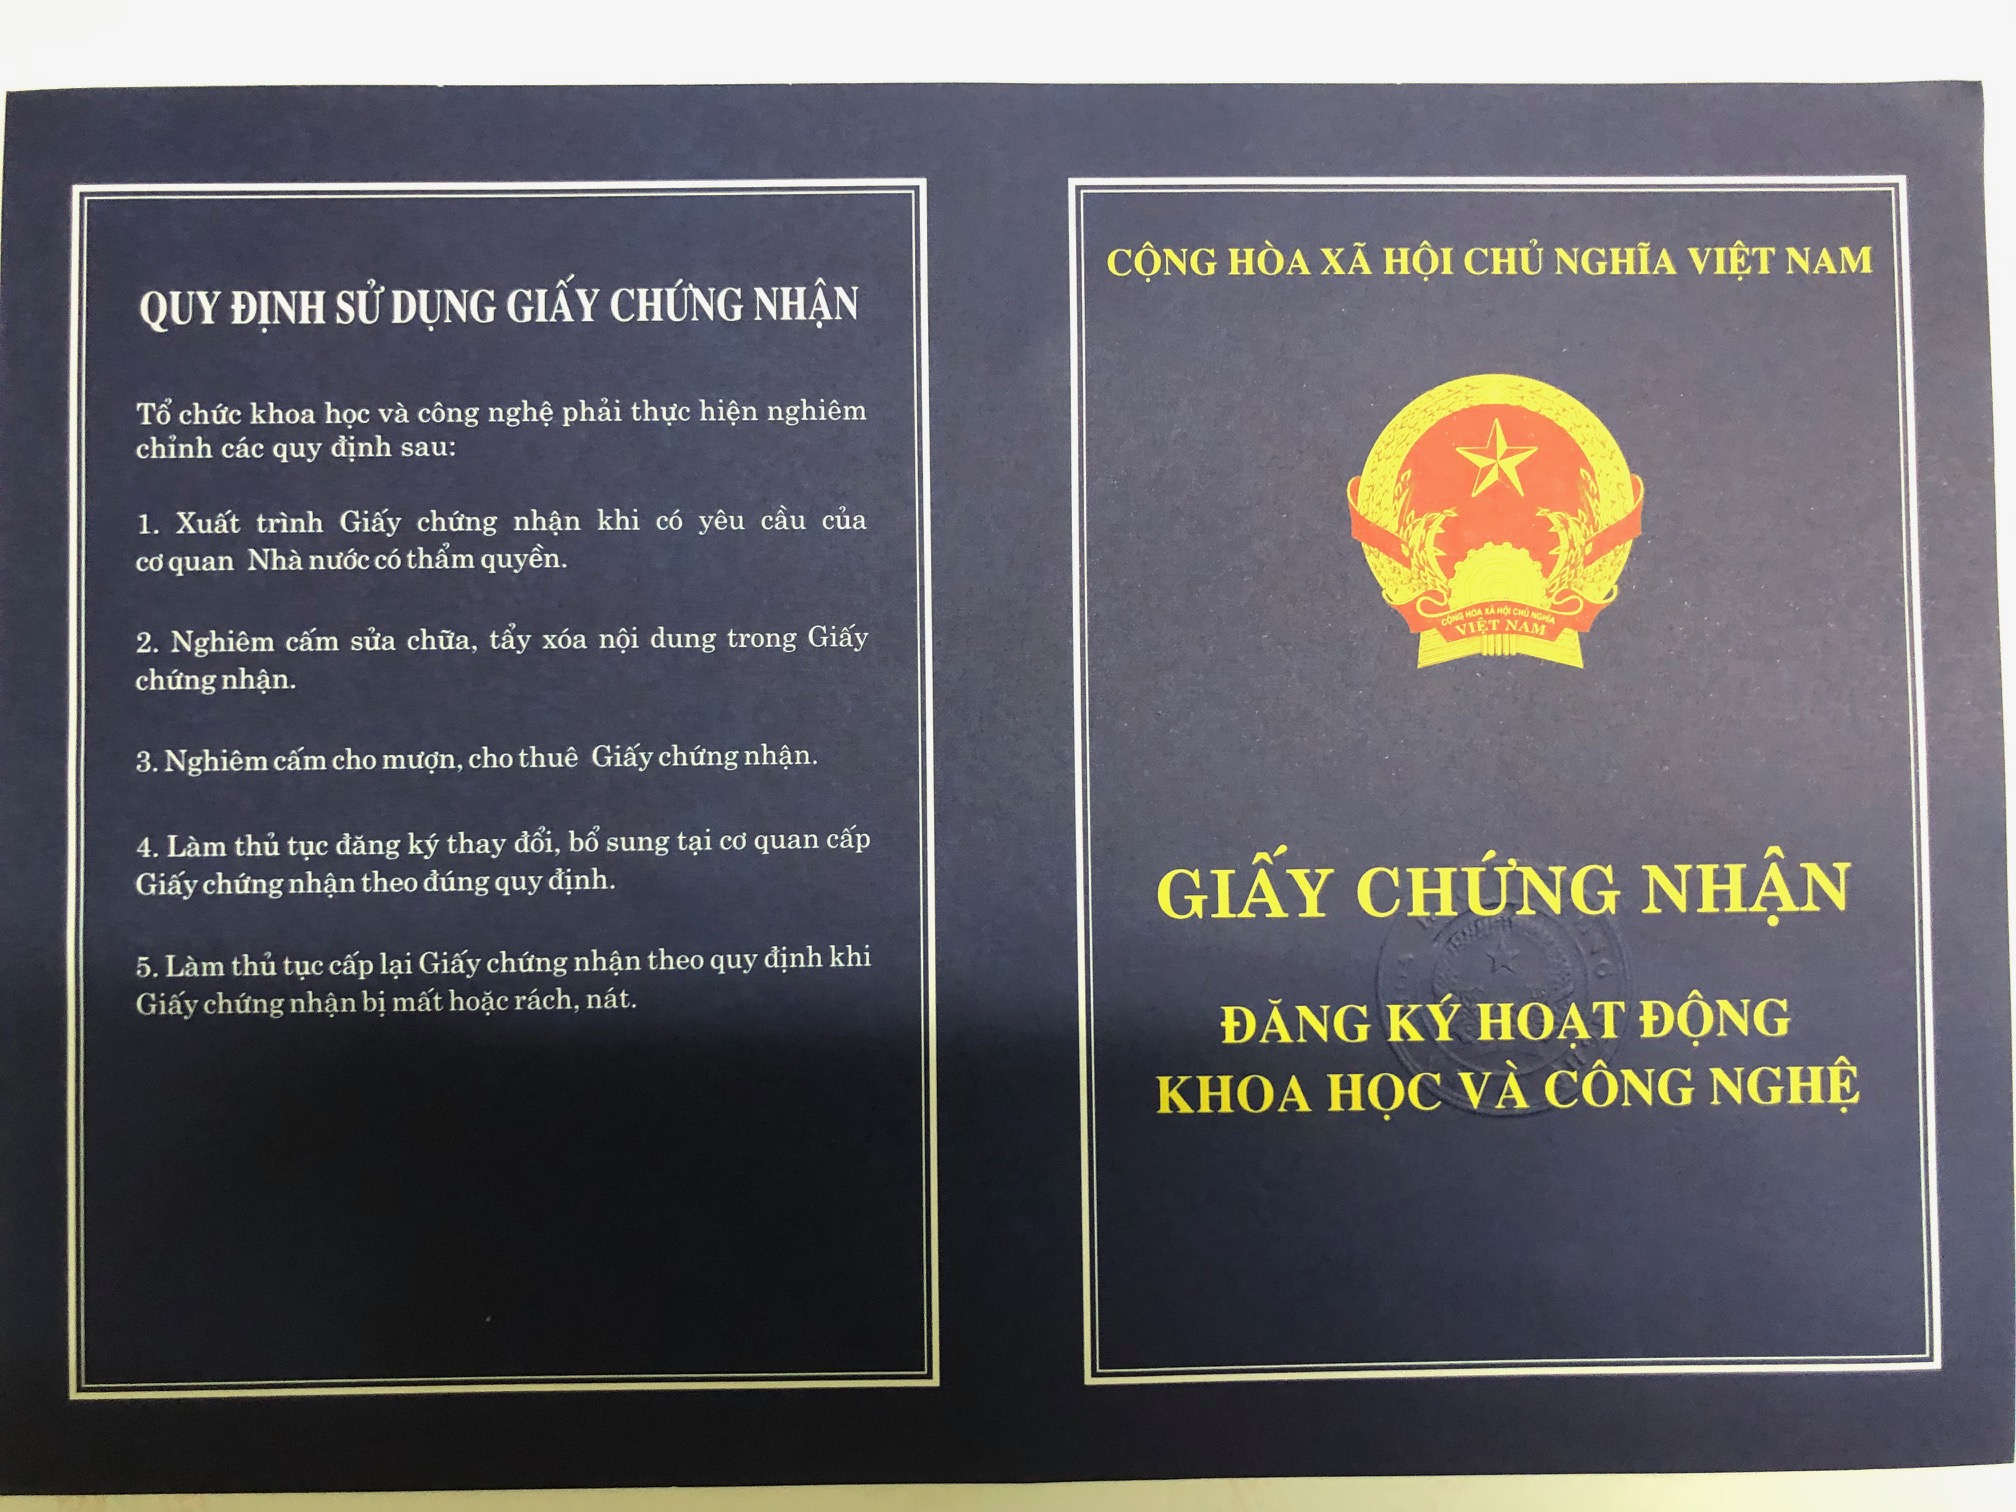 QUY ĐỊNH SỬ DỤNG GIẤY CHỨNG NHẬN
Tổ chức khoa học và công nghệ phải thực hiện nghiêm
chỉnh các quy định sau:
1. Xuất trình Giấy chứng nhận khi có yêu cầu của
cơ quan Nhà nước có thẩm quyền.
2. Nghiêm cấm sửa chữa, tẩy xóa nội dung trong Giấy
chứng nhận.
3. Nghiêm cấm cho mượn, cho thuê Giấy chứng nhận.
4. Làm thủ tục đăng ký thay đổi, bổ sung tại cơ quan cấp
Giấy chứng nhận theo đúng quy định.
5. Làm thủ tục cấp lại Giấy chứng nhận theo quy định khi
Giấy chứng nhận bị mất hoặc rách, nát.
CỘNG HÒA XÃ HỘI CHỦ NGHĨA VIỆT NAM
CỘNG HÒA XÃ HỘI CHỦ NGHĨA
VIỆT NAM
GIẤY CHỨNG NHẬN
ĐĂNG KÝ HOẠT ĐỘNG
KHOA HỌC VÀ CÔNG NGHỆ